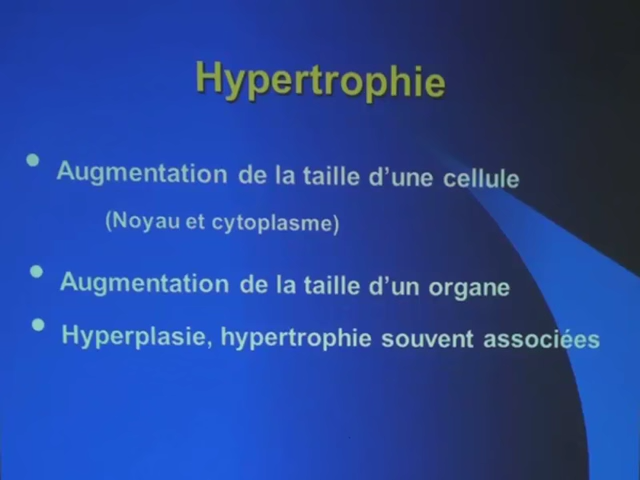 Hypertrophie
• Augmentation de la taille d'une cellule
(Noyau et cytoplasme)
• Augmentation de la taille d'un organe
• Hyperplasie, hypertrophie souvent associées